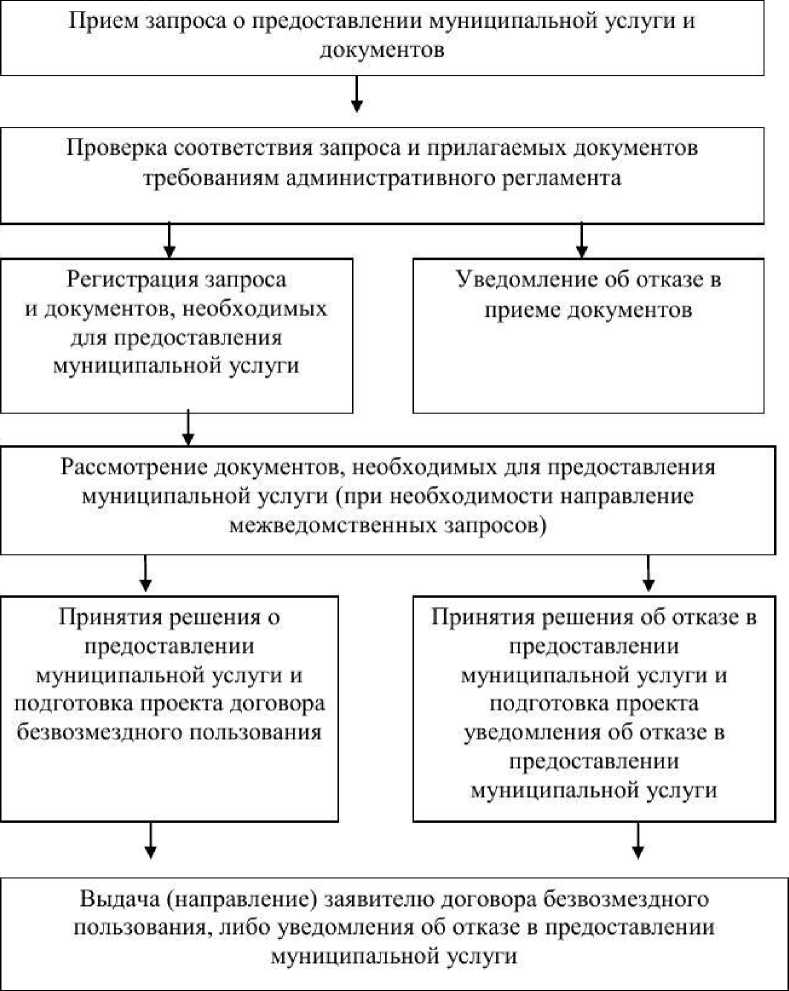 Прием запроса о предоставлении муниципальной услуги и
документов
Проверка соответствия запроса и прилагаемых документов
требованиям административного регламента
Регистрация запроса
и документов, необходимых
для предоставления
муниципальной услуги
Уведомление об отказе в
приеме документов
Рассмотрение документов, необходимых для предоставления
муниципальной услуги (при необходимости направление
межведомственных запросов)
Принятия решения о
предоставлении
муниципальной услуги и
подготовка проекта договора
безвозмездного пользования
Принятия решения об отказе в
предоставлении
муниципальной услуги и
подготовка проекта
уведомления об отказе в
предоставлении
муниципальной услуги
Выдача (направление) заявителю договора безвозмездного
пользования, либо уведомления об отказе в предоставлении
муниципальной услуги